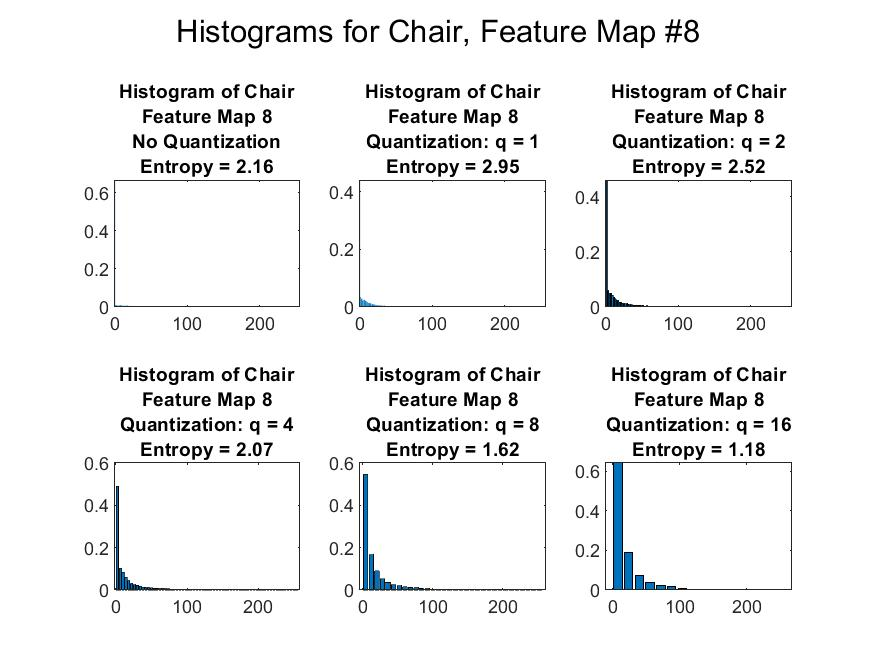 Histograms for Chair, Feature Map #8
Histogram of Chair
Feature Map 8
No Quantization
Entropy = 2.16
0.6
0.4
0.2
0
0 100 200
Histogram of Chair
Feature Map 8
Quantization: q = 1
Entropy = 2.95
0.4
0.2
0
0 100 200
Histogram of Chair
Feature Map 8
Quantization: q = 2
Entropy = 2.52
0.4
0.2
0
0 100 200
Histogram of Chair
Feature Map 8
Quantization: q = 4
Entropy = 2.07
0.6
0.4
0.2
0
0 100 200
Histogram of Chair
Feature Map 8
Quantization: q = 8
Entropy = 1.62
0.6
0.4
0.2
0
0 100 200
Histogram of Chair
Feature Map 8
Quantization: q = 16
Entropy = 1.18
0.6
0.4
0.2
0
0 100 200